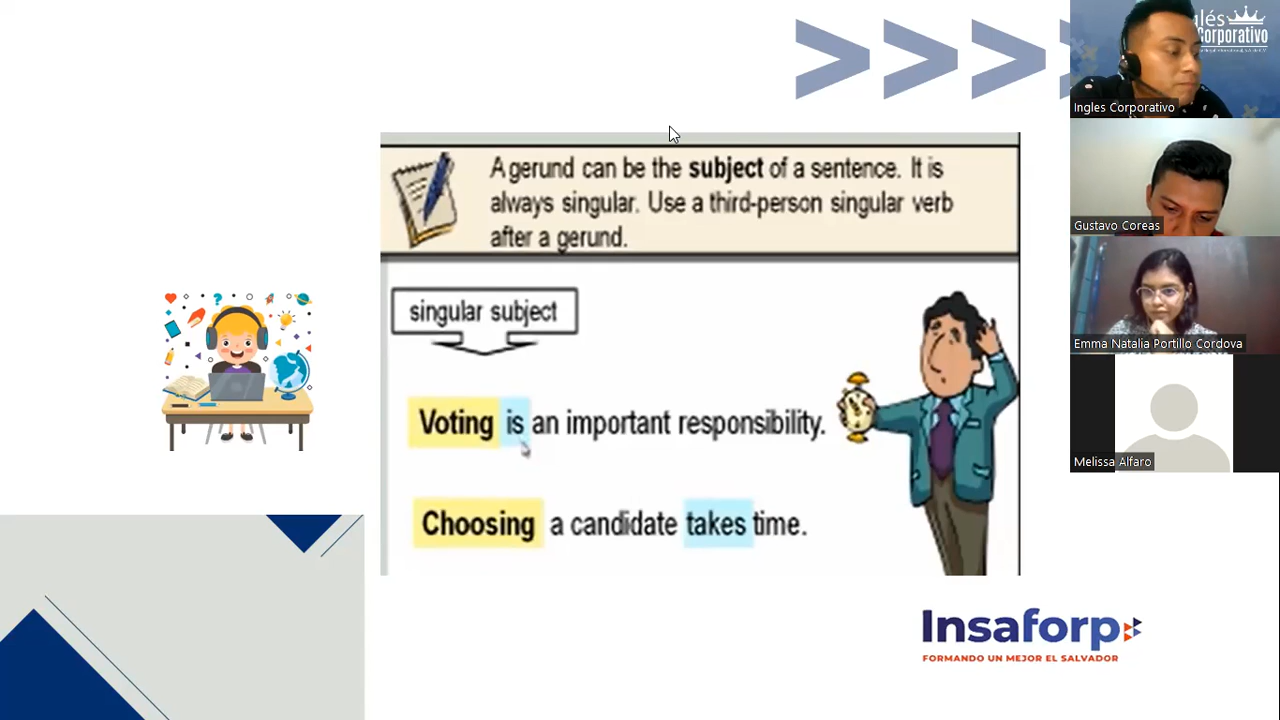 A gerund can be the subject of a sentence. It is
always singular. Use a third-person singular verb
after a gerund.
singular subject
Voting is an important responsibility.
Choosing a candidate takes time.
Insaforp
FORMANDO UN MEJOR EL SALVADOR
Corporativo
Ingles Corporativo
Gustavo Coreas
Emma Natalia Portillo Cordova
Melissa Alfaro